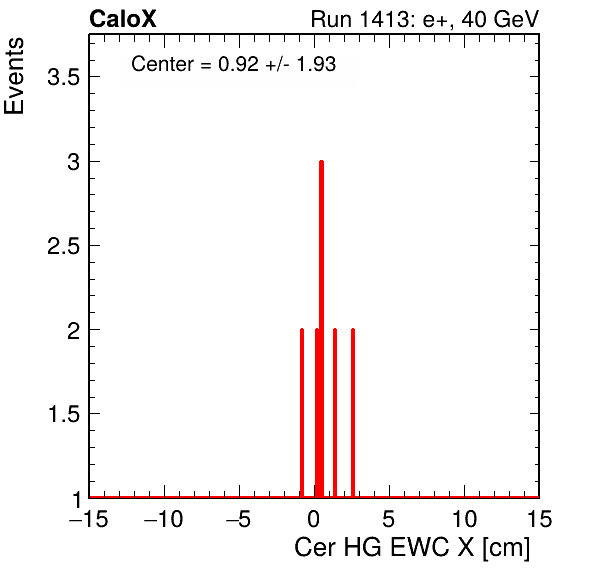 CaloX Run 1413: e+, 40 GeV
Center = 0.92 +/- 1.93
Events
3.5
3
2.5
2
1.5
1
−15 −10 −5 0 5 10 15
Cer HG EWC X [cm]